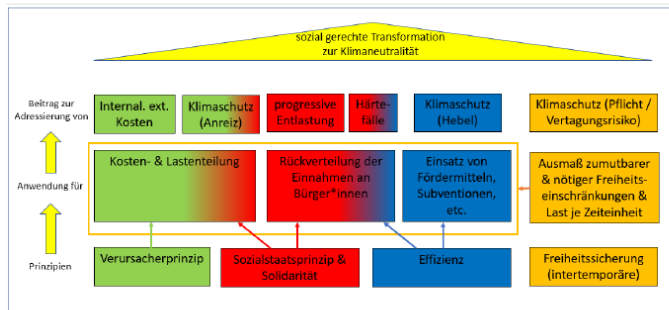 sozial gerechte Transformation
zur Klimaneutralität
Beitrag zur
Adressierung von
Internal. ext.
Kosten
Klimaschutz
(Anreiz)
progressive
Entlastung
Härte-
fälle
Klimaschutz
(Hebel)
Klimaschutz (Pflicht /
Vertagungsrisiko)
Anwendung für
Kosten- & Lastenteilung
Rückverteilung der
Einnahmen an
Bürger*innen
Einsatz von
Fördermitteln,
Subventionen,
etc.
Ausmaß zumutbarer
& nötiger Freiheits-
einschränkungen &
Last je Zeiteinheit
Prinzipien
Verursacherprinzip
Sozialstaatsprinzip &
Solidarität
Effizienz
Freiheitssicherung
(intertemporäre)